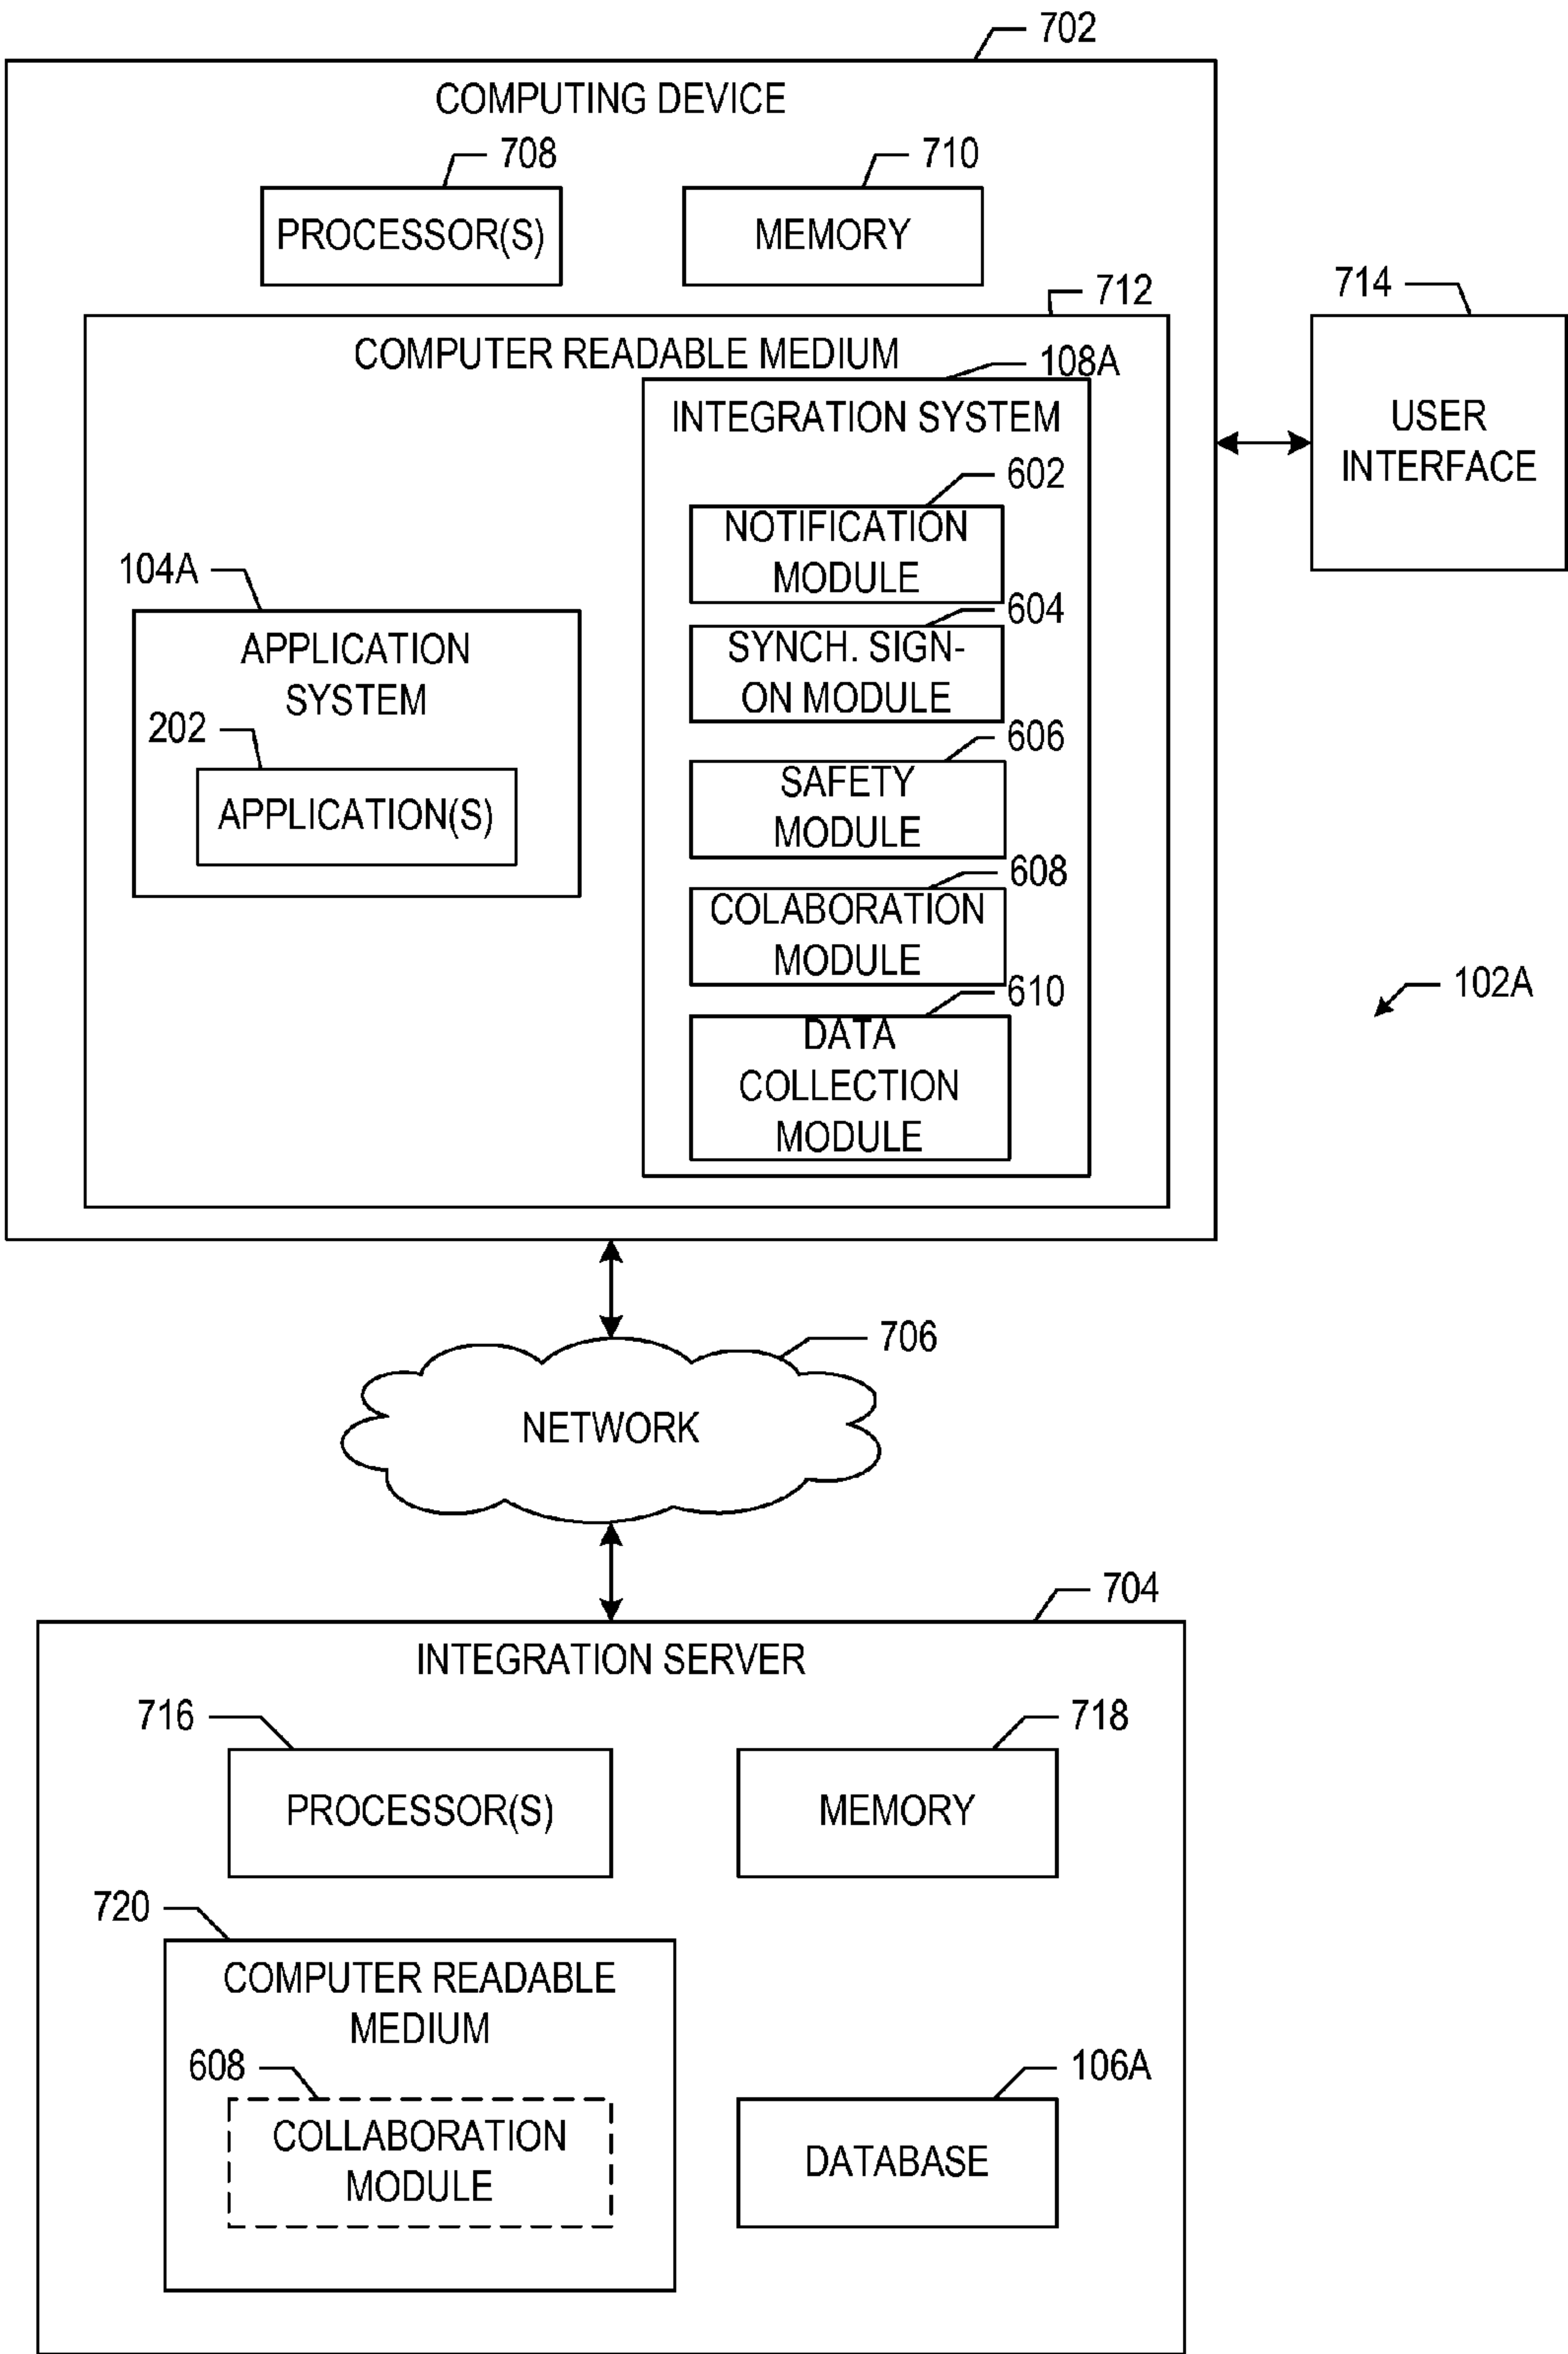 702
COMPUTING DEVICE
708
710
PROCESSOR(S)
MEMORY
712
714
COMPUTER READABLE MEDIUM
108A
INTEGRATION SYSTEM
USER
INTERFACE
602
NOTIFICATION
MODULE
104A
604
APPLICATION
SYSTEM
SYNCH. SIGN-
ON MODULE
202
606
APPLICATION(S)
SAFETY
MODULE
608
COLABORATION
MODULE
610
102A
DATA
COLLECTION
MODULE
706
NETWORK
704
INTEGRATION SERVER
716
718
PROCESSOR(S)
MEMORY
720
COMPUTER READABLE
MEDIUM
608
106A
COLLABORATION
MODULE
DATABASE